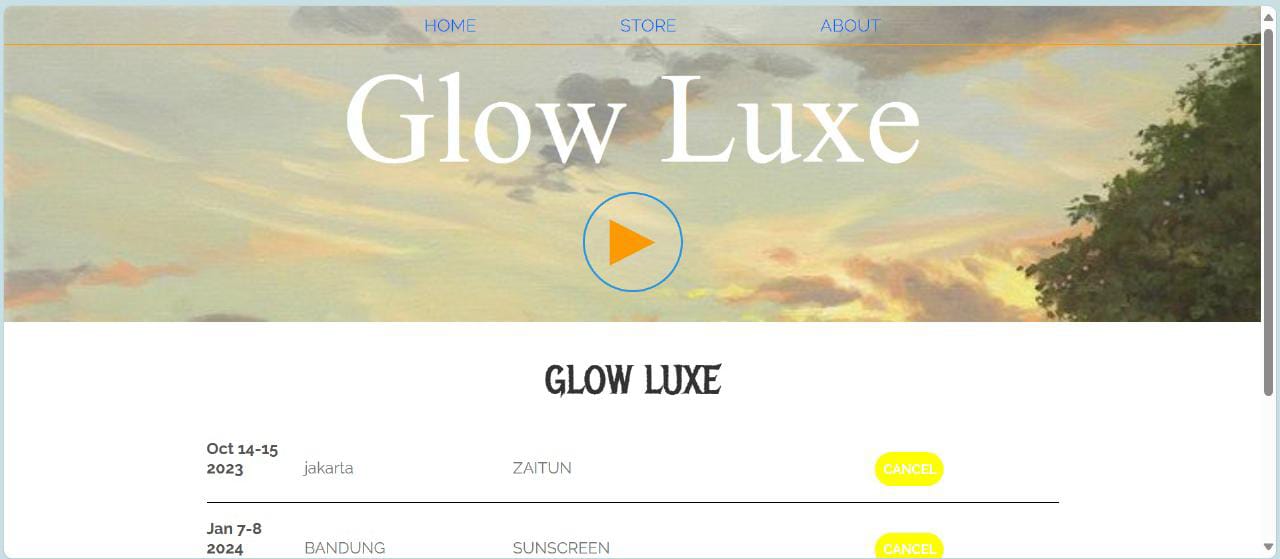 HOME STORE ABOUT
Glow Luxe
GLOW LUXE
Oct 14-15
2023 jakarta ZAITUN CANCEL
Jan 7-8
2024 BANDUNG SUNSCREEN CANCEL